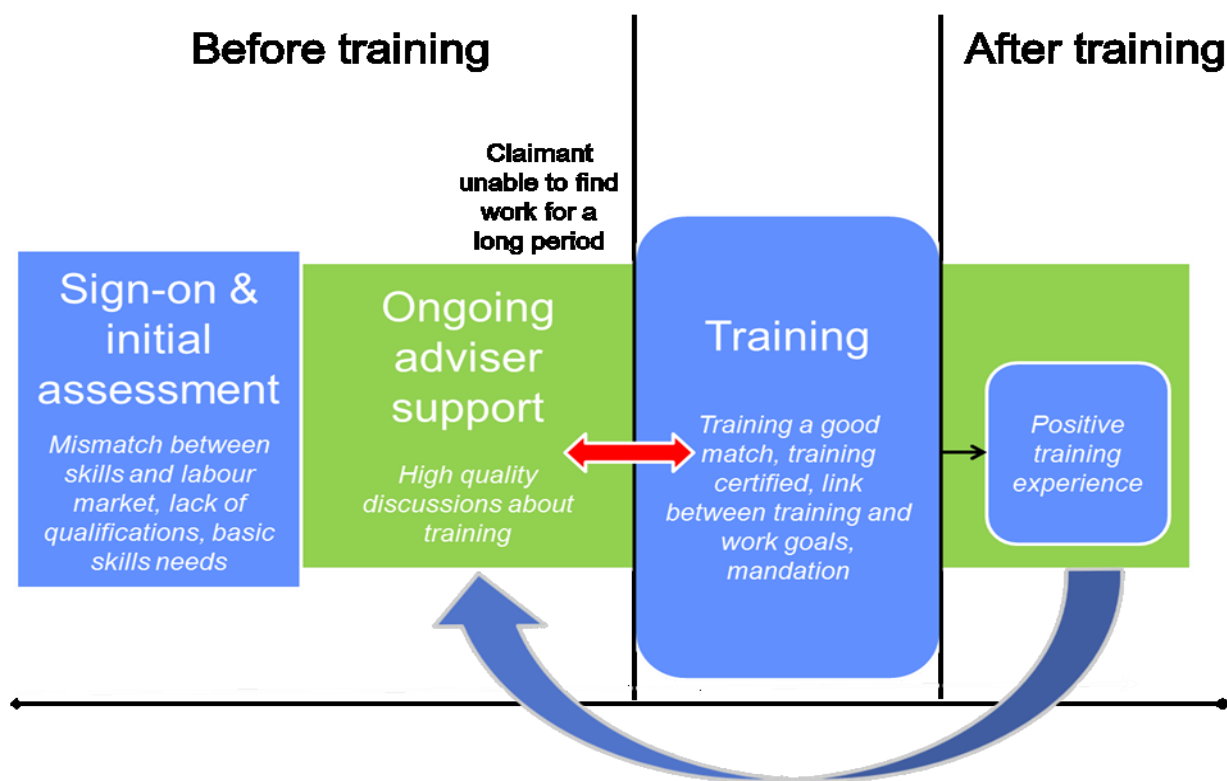 Before training
After training
Claimant
unable to find
work for a
long period
Sign-on &
initial
assessment
Mismatch between
skills and labour
market, lack of
qualifications, basic
skills needs
Ongoing
adviser
support
High quality
discussions about
training
Training
Training a good
match, training
certified, link
between training and
work goals,
mandation
Positive
training
experience